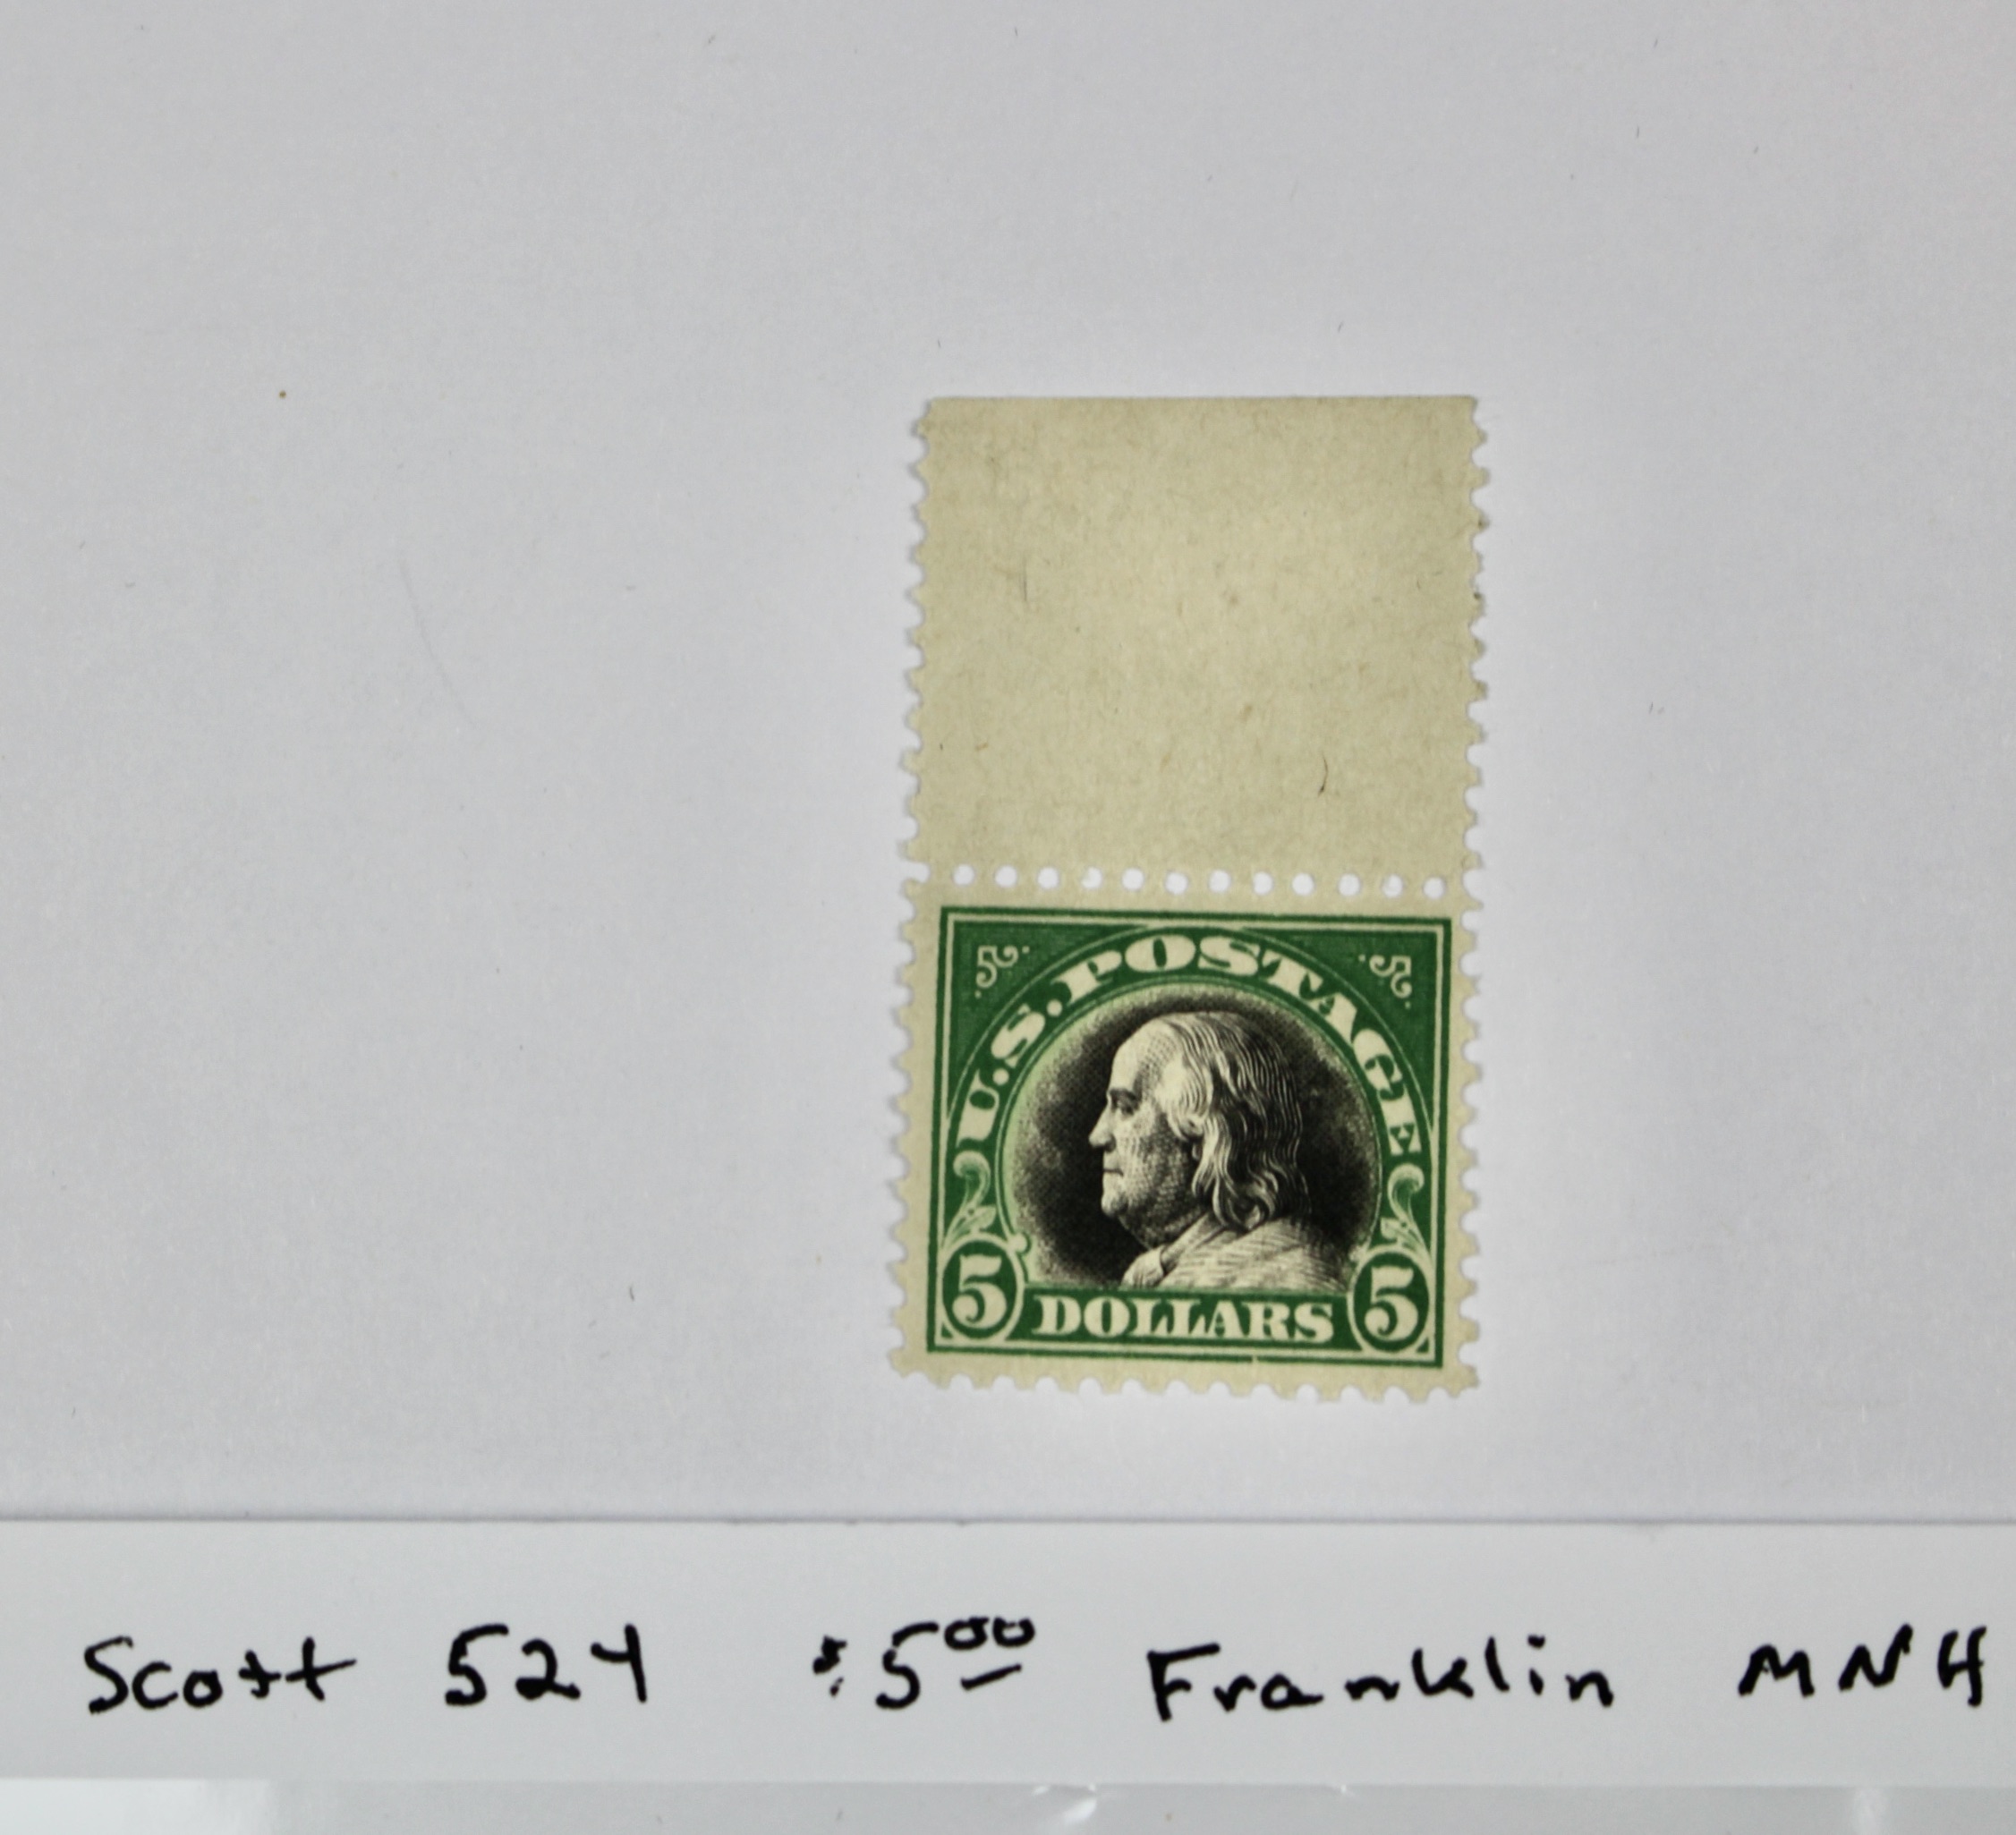 5 5
U.S. POSTAGE
5 DOLLARS 5
Scott 524 $5.00 Franklin MNH